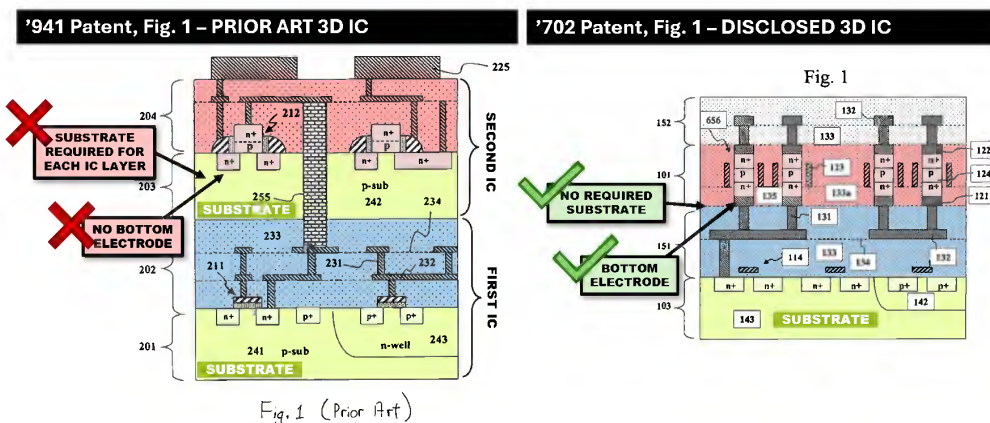 '941 Patent, Fig. 1 – PRIOR ART 3D IC
225
204
212
n+
p
n+
p
SUBSTRATE
REQUIRED FOR
EACH IC LAYER
n+
n+
n+
n+
SECOND IC
203
p-sub
255
242
234
SUBSTRATE
NO BOTTOM
ELECTRODE
233
211
231
232
202
FIRST IC
n+
n+
p+
p+
p+
201
241
p-sub
n-well
243
SUBSTRATE
Fig. 1 (Prior Art)
'702 Patent, Fig. 1 – DISCLOSED 3D IC
Fig. 1
132
152
656
133
122
n+
n+
n+
n+
101
123
p
p
p
p
124
133a
n+
n+
n+
n+
135
121
NO REQUIRED
SUBSTRATE
131
151
BOTTOM
ELECTRODE
114
133
134
132
n+
n+
n+
n+
p+
p+
103
142
143
SUBSTRATE